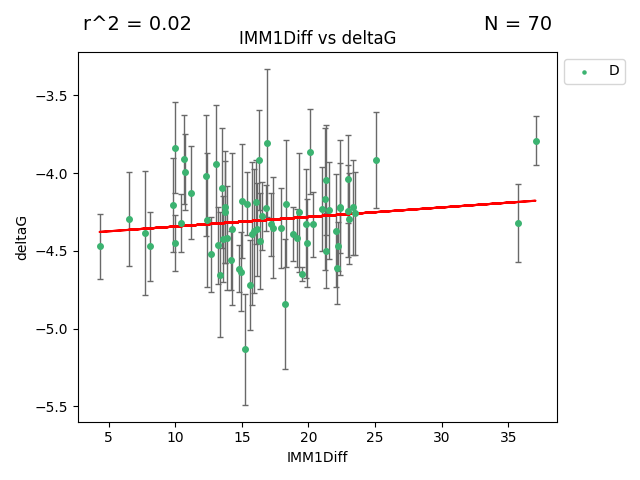 r^2 = 0.02
N = 70
IMM1Diff vs deltaG
D
−3.5
−4.0
−4.5
−5.0
−5.5
deltaG
5 10 15 20 25 30 35
IMM1Diff